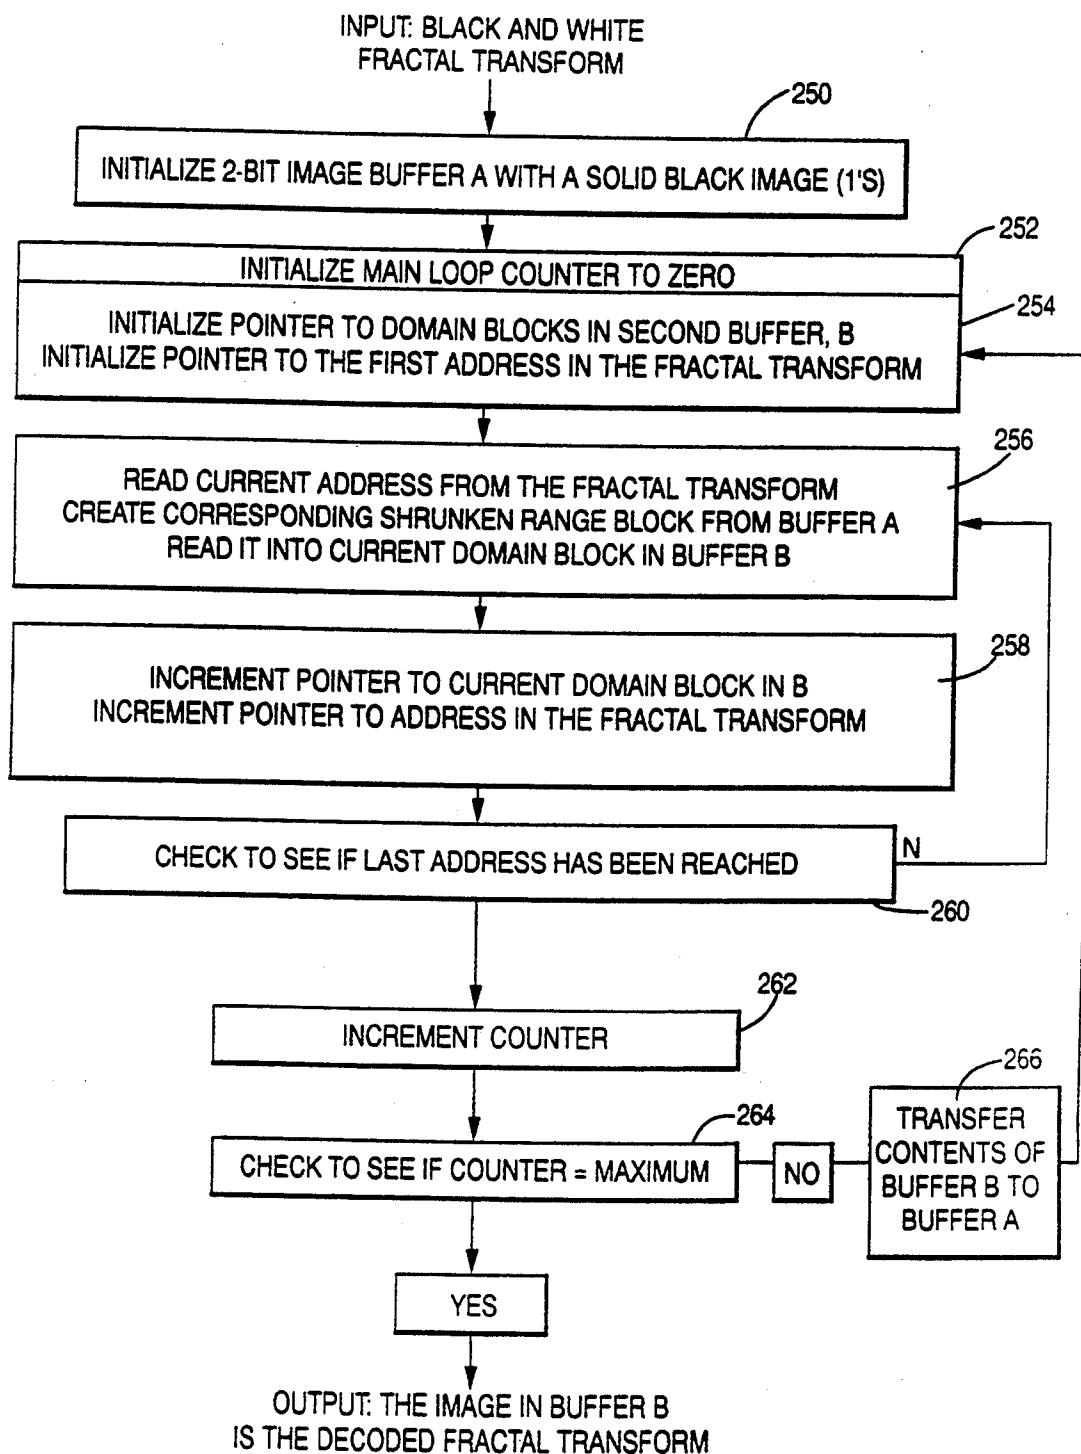 INPUT: BLACK AND WHITE
FRACTAL TRANSFORM
250
INITIALIZE 2-BIT IMAGE BUFFER A WITH A SOLID BLACK IMAGE (1'S)
252
INITIALIZE MAIN LOOP COUNTER TO ZERO
254
INITIALIZE POINTER TO DOMAIN BLOCKS IN SECOND BUFFER, B
INITIALIZE POINTER TO THE FIRST ADDRESS IN THE FRACTAL TRANSFORM
256
READ CURRENT ADDRESS FROM THE FRACTAL TRANSFORM
CREATE CORRESPONDING SHRUNKEN RANGE BLOCK FROM BUFFER A
READ IT INTO CURRENT DOMAIN BLOCK IN BUFFER B
258
INCREMENT POINTER TO CURRENT DOMAIN BLOCK IN B
INCREMENT POINTER TO ADDRESS IN THE FRACTAL TRANSFORM
CHECK TO SEE IF LAST ADDRESS HAS BEEN REACHED
N
260
262
INCREMENT COUNTER
264
CHECK TO SEE IF COUNTER = MAXIMUM
NO
266
TRANSFER
CONTENTS OF
BUFFER B TO
BUFFER A
YES
OUTPUT: THE IMAGE IN BUFFER B
IS THE DECODED FRACTAL TRANSFORM